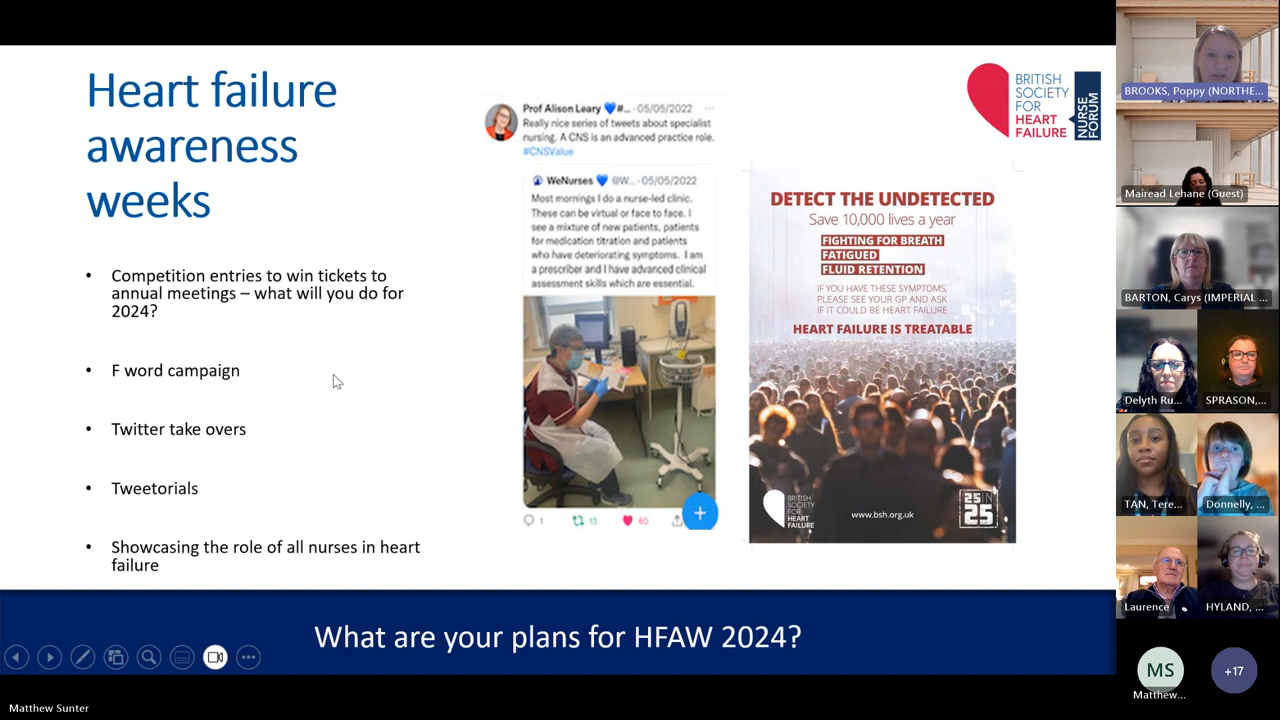 Heart failure
awareness
weeks
• Competition entries to win tickets to
annual meetings – what will you do for
2024?
• F word campaign
• Twitter take overs
• Tweetorials
• Showcasing the role of all nurses in heart
failure
Prof Alison Leary 💙#... · 05/05/2022 ...
Really nice series of tweets about specialist
nursing. A CNS is an advanced practice role.
#CNSValue
WeNurses 💙 @W... · 05/05/2022
Most mornings I do a nurse-led clinic.
These can be virtual or face to face. I
see a mixture of new patients, patients
for medication titration and patients
who have deteriorating symptoms. I am
a prescriber and I have advanced clinical
assessment skills which are essential.
1 13 60
BRITISH
SOCIETY
FOR
HEART
FAILURE
NURSE
FORUM
DETECT THE UNDETECTED
Save 10,000 lives a year
FIGHTING FOR BREATH
FATIGUED
FLUID RETENTION
IF YOU HAVE THESE SYMPTOMS,
PLEASE SEE YOUR GP AND ASK
IF IT COULD BE HEART FAILURE
HEART FAILURE IS TREATABLE
BRITISH
SOCIETY
FOR
HEART
FAILURE
www.bsh.org.uk
25 IN
25
What are your plans for HFAW 2024?
Matthew Sunter
BROOKS, Poppy (NORTHE...
Mairead Lehane (Guest)
BARTON, Carys (IMPERIAL ...
Delyth Ru...
SPRASON,...
TAN, Tere...
Donnelly, ...
Laurence
HYLAND, ...
MS
Matthew...
+17